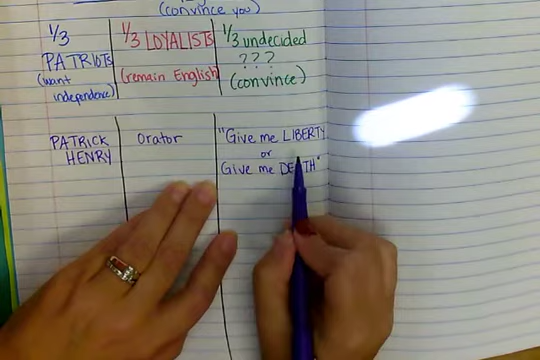 (convince you)
1/3
PATRIOTS
(want
independence)
1/3 LOYALISTS
(remain English)
1/3 undecided
? ? ?
(convince)
PATRICK
HENRY
Orator
"Give me LIBERTY
or
Give me DEATH"